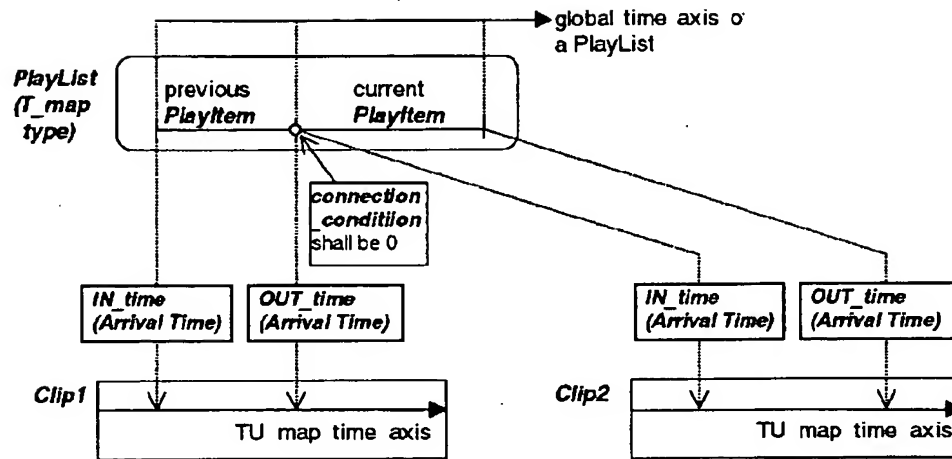 global time axis o
a PlayList
PlayList
(T_map
type)
previous
PlayItem
current
PlayItem
connection
_conditiion
shall be 0
IN_time
(Arrival Time)
OUT_time
(Arrival Time)
IN_time
(Arrival Time)
OUT_time
(Arrival Time)
Clip1
TU map time axis
Clip2
TU map time axis